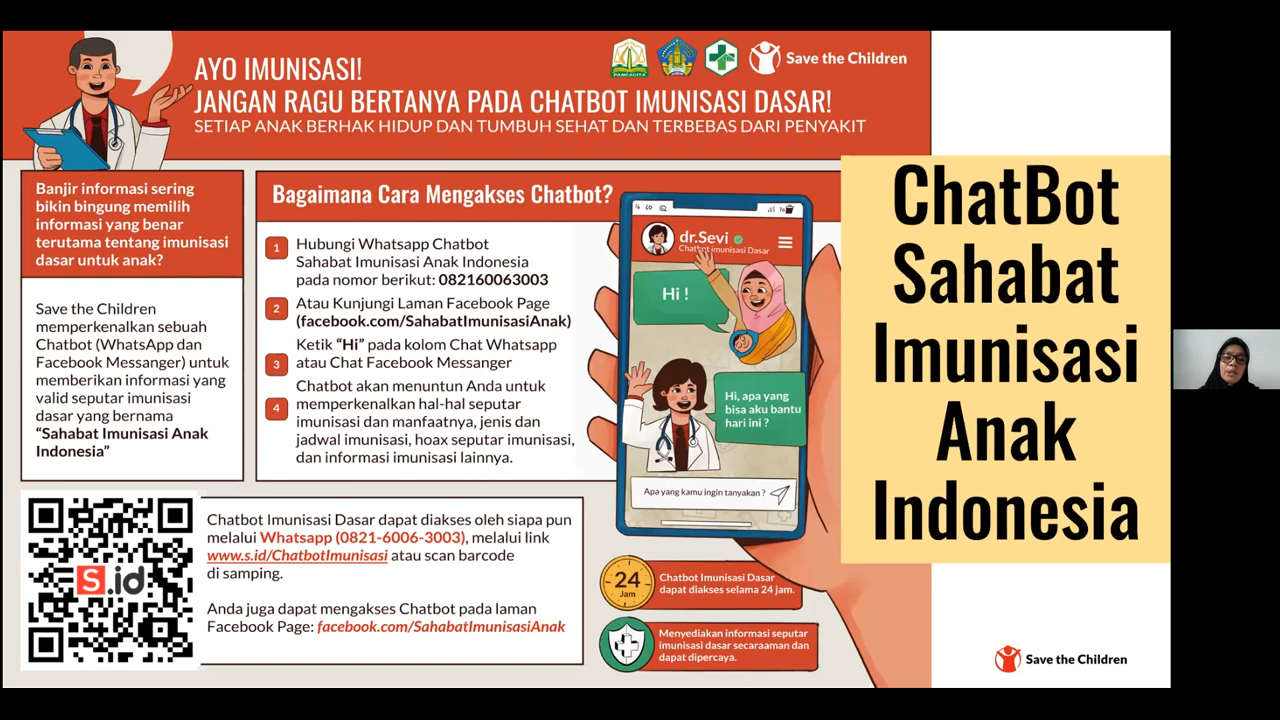 AYO IMUNISASI!
JANGAN RAGU BERTANYA PADA CHATBOT IMUNISASI DASAR!
SETIAP ANAK BERHAK HIDUP DAN TUMBUH SEHAT DAN TERBEBAS DARI PENYAKIT
PANCACITA
Save the Children
Banjir informasi sering
bikin bingung memilih
informasi yang benar
terutama tentang imunisasi
dasar untuk anak?
Save the Children
memperkenalkan sebuah
Chatbot (WhatsApp dan
Facebook Messanger) untuk
memberikan informasi yang
valid seputar imunisasi
dasar yang bernama
“Sahabat Imunisasi Anak
Indonesia”
Bagaimana Cara Mengakses Chatbot?
1 Hubungi Whatsapp Chatbot
Sahabat Imunisasi Anak Indonesia
pada nomor berikut: 082160063003
2 Atau Kunjungi Laman Facebook Page
(facebook.com/SahabatImunisasiAnak)
3 Ketik “Hi” pada kolom Chat Whatsapp
atau Chat Facebook Messanger
4 Chatbot akan menuntun Anda untuk
memperkenalkan hal-hal seputar
imunisasi dan manfaatnya, jenis dan
jadwal imunisasi, hoax seputar imunisasi,
dan informasi imunisasi lainnya.
dr.Sevi
Chatbot imunisasi Dasar
Hi !
Hi, apa yang
bisa aku bantu
hari ini ?
Apa yang kamu ingin tanyakan ?
S.id
Chatbot Imunisasi Dasar dapat diakses oleh siapa pun
melalui Whatsapp (0821-6006-3003), melalui link
www.s.id/ChatbotImunisasi atau scan barcode
di samping.
Anda juga dapat mengakses Chatbot pada laman
Facebook Page: facebook.com/SahabatImunisasiAnak
24
Jam
Chatbot Imunisasi Dasar
dapat diakses selama 24 jam.
Menyediakan informasi seputar
imunisasi dasar secaraaman dan
dapat dipercaya.
ChatBot
Sahabat
Imunisasi
Anak
Indonesia
Save the Children